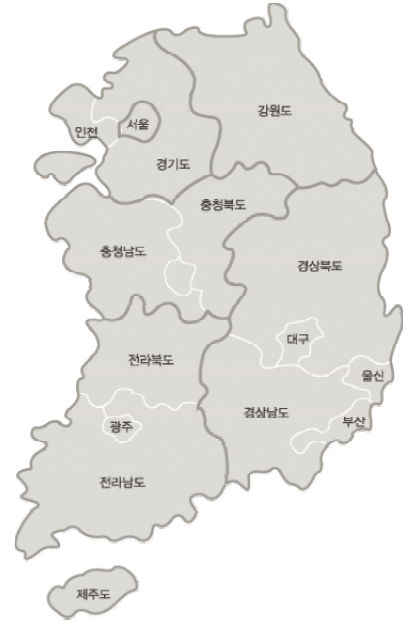 강원도
서울
인천
경기도
충청북도
충청남도
경상북도
대구
전라북도
울신
경상남도
부산
광주
전라남도
제주도